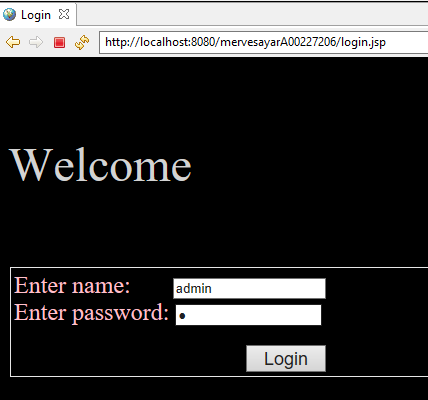 Login
http://localhost:8080/mervesayarA00227206/login.jsp
Welcome
Enter name: admin
Enter password: •
Login